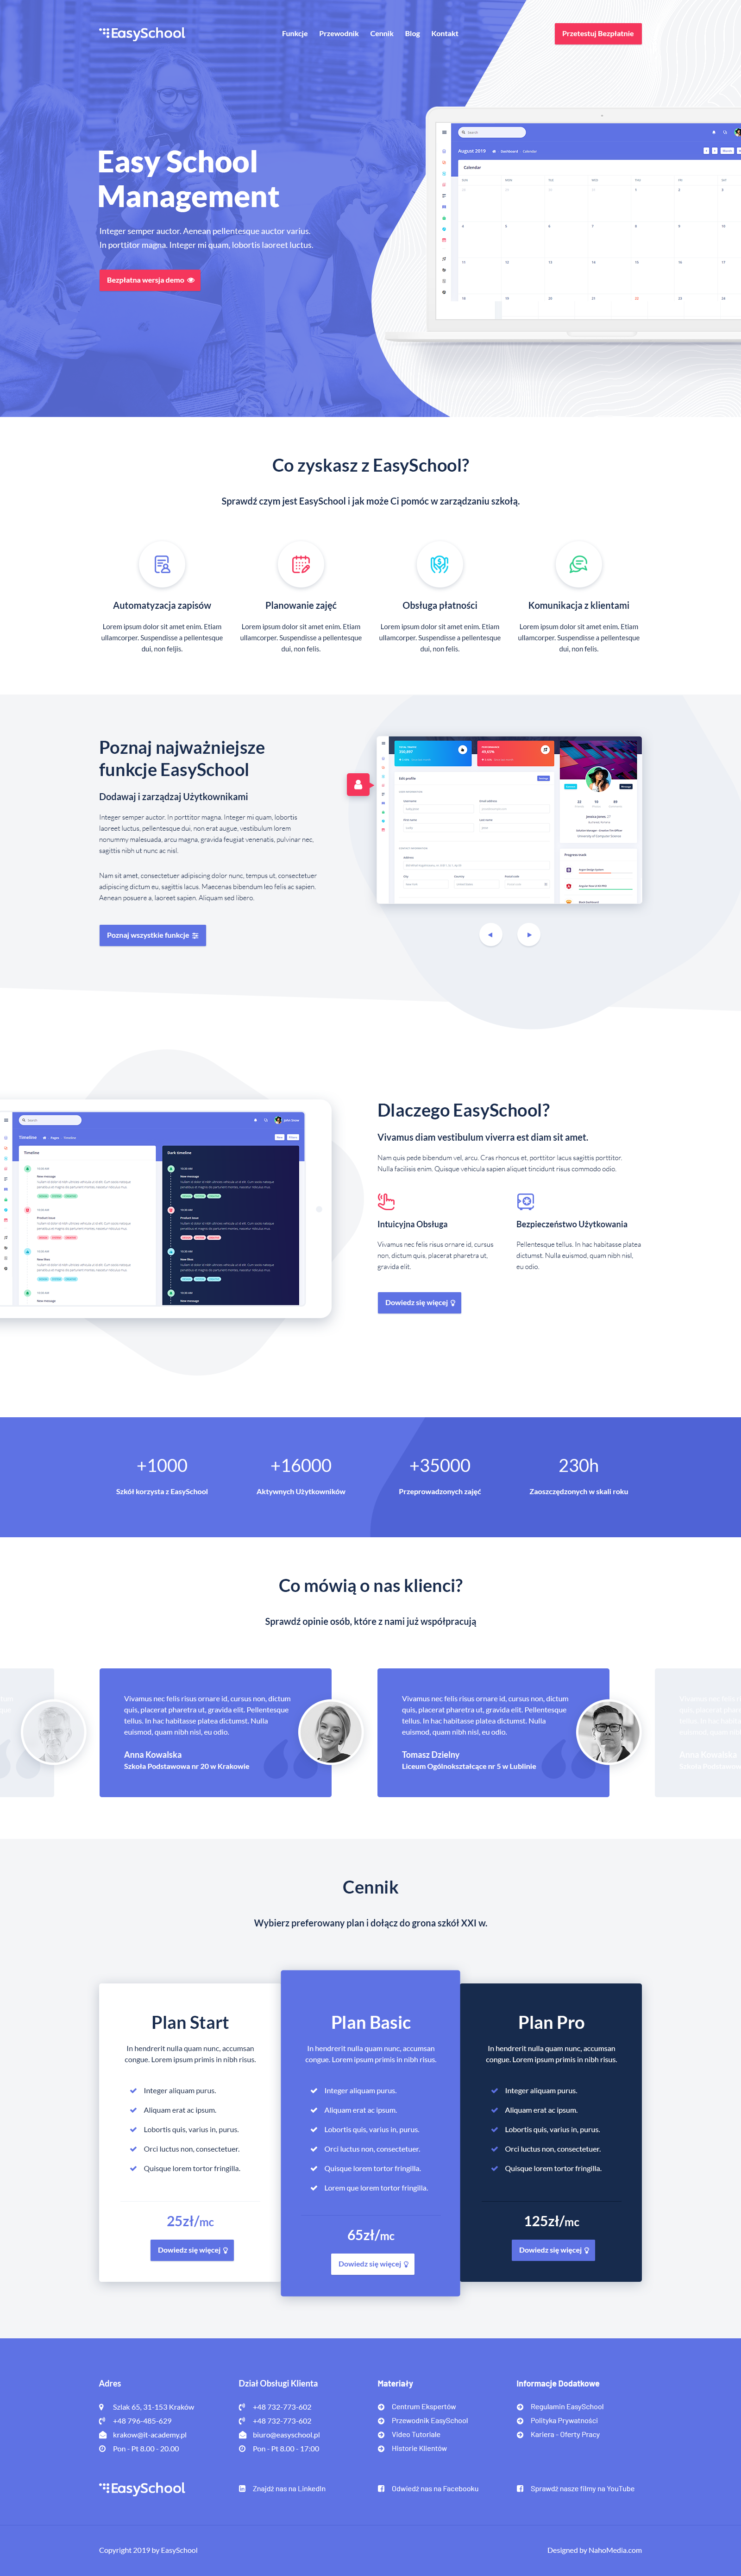 EasySchool
Funkcje Przewodnik Cennik Blog Kontakt
Przetestuj Bezpłatnie
Easy School
Management
Integer semper auctor. Aenean pellentesque auctor varius.
In porttitor magna. Integer mi quam, lobortis laoreet luctus.
Bezpłatna wersja demo
Search
August 2019
Dashboard - Calendar
Calendar
Co zyskasz z EasySchool?
Sprawdź czym jest EasySchool i jak może Ci pomóc w zarządzaniu szkołą.
Automatyzacja zapisów
Lorem ipsum dolor sit amet enim. Etiam
ullamcorper. Suspendisse a pellentesque
dui, non feljis.
Planowanie zajęć
Lorem ipsum dolor sit amet enim. Etiam
ullamcorper. Suspendisse a pellentesque
dui, non felis.
Obsługa płatności
Lorem ipsum dolor sit amet enim. Etiam
ullamcorper. Suspendisse a pellentesque
dui, non felis.
Komunikacja z klientami
Lorem ipsum dolor sit amet enim. Etiam
ullamcorper. Suspendisse a pellentesque
dui, non felis.
Poznaj najważniejsze
funkcje EasySchool
Dodawaj i zarządzaj Użytkownikami
Integer semper auctor. In porttitor magna. Integer mi quam, lobortis
laoreet luctus, pellentesque dui, non erat augue, vestibulum lorem
nonummy malesuada, arcu magna, gravida feugiat venenatis, pulvinar nec,
sagittis nibh ut nunc ac nisl.
Nam sit amet, consectetuer adipiscing dolor nunc, tempus ut, consectetuer
adipiscing dictum eu, sagittis lacus. Maecenas bibendum leo felis ac sapien.
Aenean posuere a, laoreet sapien. Aliquam sed libero.
Poznaj wszystkie funkcje
Edit profile
Progress track
Search
Timeline
Pages - Timeline
Timeline
Dark timeline
Dlaczego EasySchool?
Vivamus diam vestibulum viverra est diam sit amet.
Nam quis pede bibendum vel, arcu. Cras rhoncus et, porttitor lacus sagittis porttitor.
Nulla facilisis enim. Quisque vehicula sapien aliquet tincidunt risus commodo odio.
Intuicyjna Obsługa
Vivamus nec felis risus ornare id, cursus
non, dictum quis, placerat pharetra ut,
gravida elit.
Bezpieczeństwo Użytkowania
Pellentesque tellus. In hac habitasse platea
dictumst. Nulla euismod, quam nibh nisl,
eu odio.
Dowiedz się więcej
+1000
Szkół korzysta z EasySchool
+16000
Aktywnych Użytkowników
+35000
Przeprowadzonych zajęć
230h
Zaoszczędzonych w skali roku
Co mówią o nas klienci?
Sprawdź opinie osób, które z nami już współpracują
Vivamus nec felis risus ornare id, cursus non, dictum
quis, placerat pharetra ut, gravida elit. Pellentesque
tellus. In hac habitasse platea dictumst. Nulla
euismod, quam nibh nisl, eu odio.
Anna Kowalska
Szkoła Podstawowa nr 20 w Krakowie
Vivamus nec felis risus ornare id, cursus non, dictum
quis, placerat pharetra ut, gravida elit. Pellentesque
tellus. In hac habitasse platea dictumst. Nulla
euismod, quam nibh nisl, eu odio.
Tomasz Dzielny
Liceum Ogólnokształcące nr 5 w Lublinie
Cennik
Wybierz preferowany plan i dołącz do grona szkół XXI w.
Plan Start
In hendrerit nulla quam nunc, accumsan
congue. Lorem ipsum primis in nibh risus.
Integer aliquam purus.
Aliquam erat ac ipsum.
Lobortis quis, varius in, purus.
Orci luctus non, consectetuer.
Quisque lorem tortor fringilla.
25zł/mc
Dowiedz się więcej
Plan Basic
In hendrerit nulla quam nunc, accumsan
congue. Lorem ipsum primis in nibh risus.
Integer aliquam purus.
Aliquam erat ac ipsum.
Lobortis quis, varius in, purus.
Orci luctus non, consectetuer.
Quisque lorem tortor fringilla.
Lorem que lorem tortor fringilla.
65zł/mc
Dowiedz się więcej
Plan Pro
In hendrerit nulla quam nunc, accumsan
congue. Lorem ipsum primis in nibh risus.
Integer aliquam purus.
Aliquam erat ac ipsum.
Lobortis quis, varius in, purus.
Orci luctus non, consectetuer.
Quisque lorem tortor fringilla.
125zł/mc
Dowiedz się więcej
Adres
Szlak 65, 31-153 Kraków
+48 796-485-629
krakow@it-academy.pl
Pon - Pt 8.00 - 20.00
Dział Obsługi Klienta
+48 732-773-602
+48 732-773-602
biuro@easyschool.pl
Pon - Pt 8.00 - 17:00
Materiały
Centrum Ekspertów
Przewodnik EasySchool
Video Tutoriale
Historie Klientów
Informacje Dodatkowe
Regulamin EasySchool
Polityka Prywatności
Kariera - Oferty Pracy
EasySchool
Znajdź nas na LinkedIn
Odwiedź nas na Facebooku
Sprawdź nasze filmy na YouTube
Copyright 2019 by EasySchool
Designed by NahoMedia.com